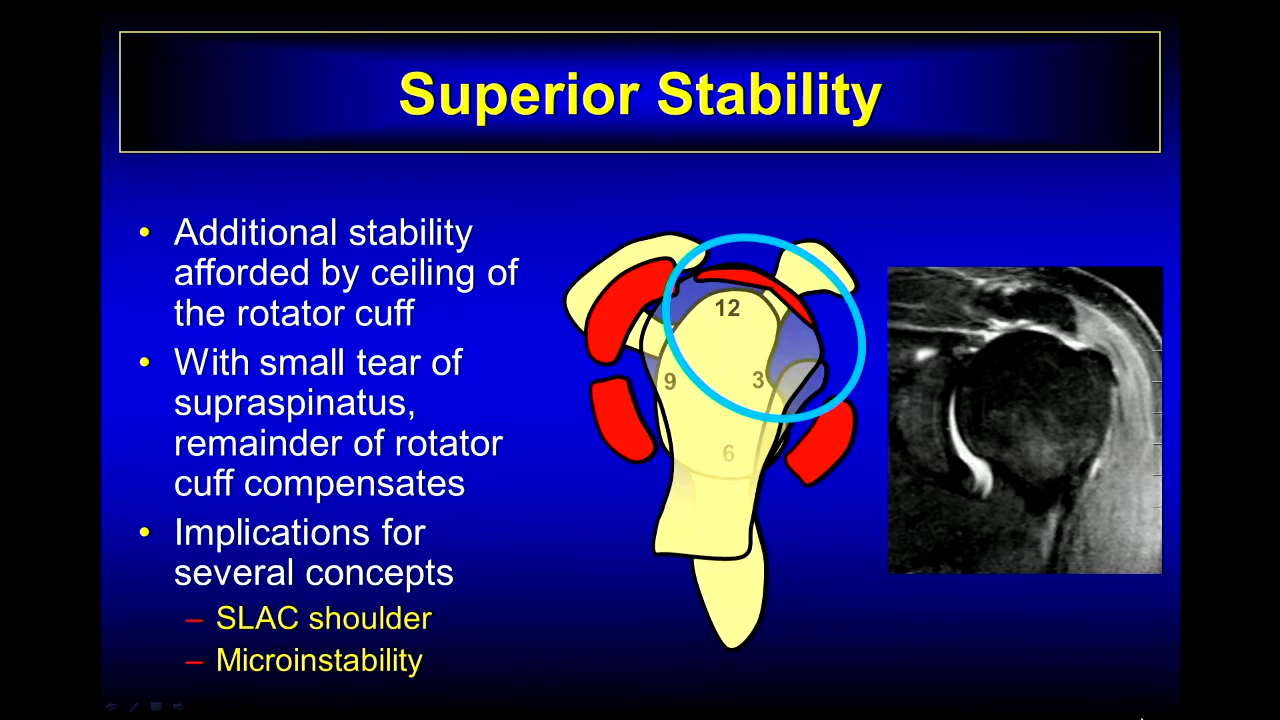 Superior Stability
• Additional stability
afforded by ceiling of
the rotator cuff
• With small tear of
supraspinatus,
remainder of rotator
cuff compensates
• Implications for
several concepts
– SLAC shoulder
– Microinstability
12
9
3
6